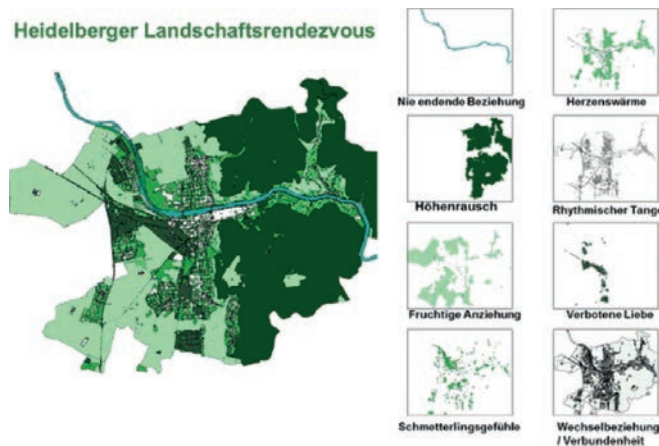 Heidelberger Landschaftsrendezvous
Nie endende Beziehung
Herzenswärme
Höhenrausch
Rhythmischer Tango
Fruchtige Anziehung
Verbotene Liebe
Schmetterlingsgefühle
Wechselbeziehung
/ Verbundenheit